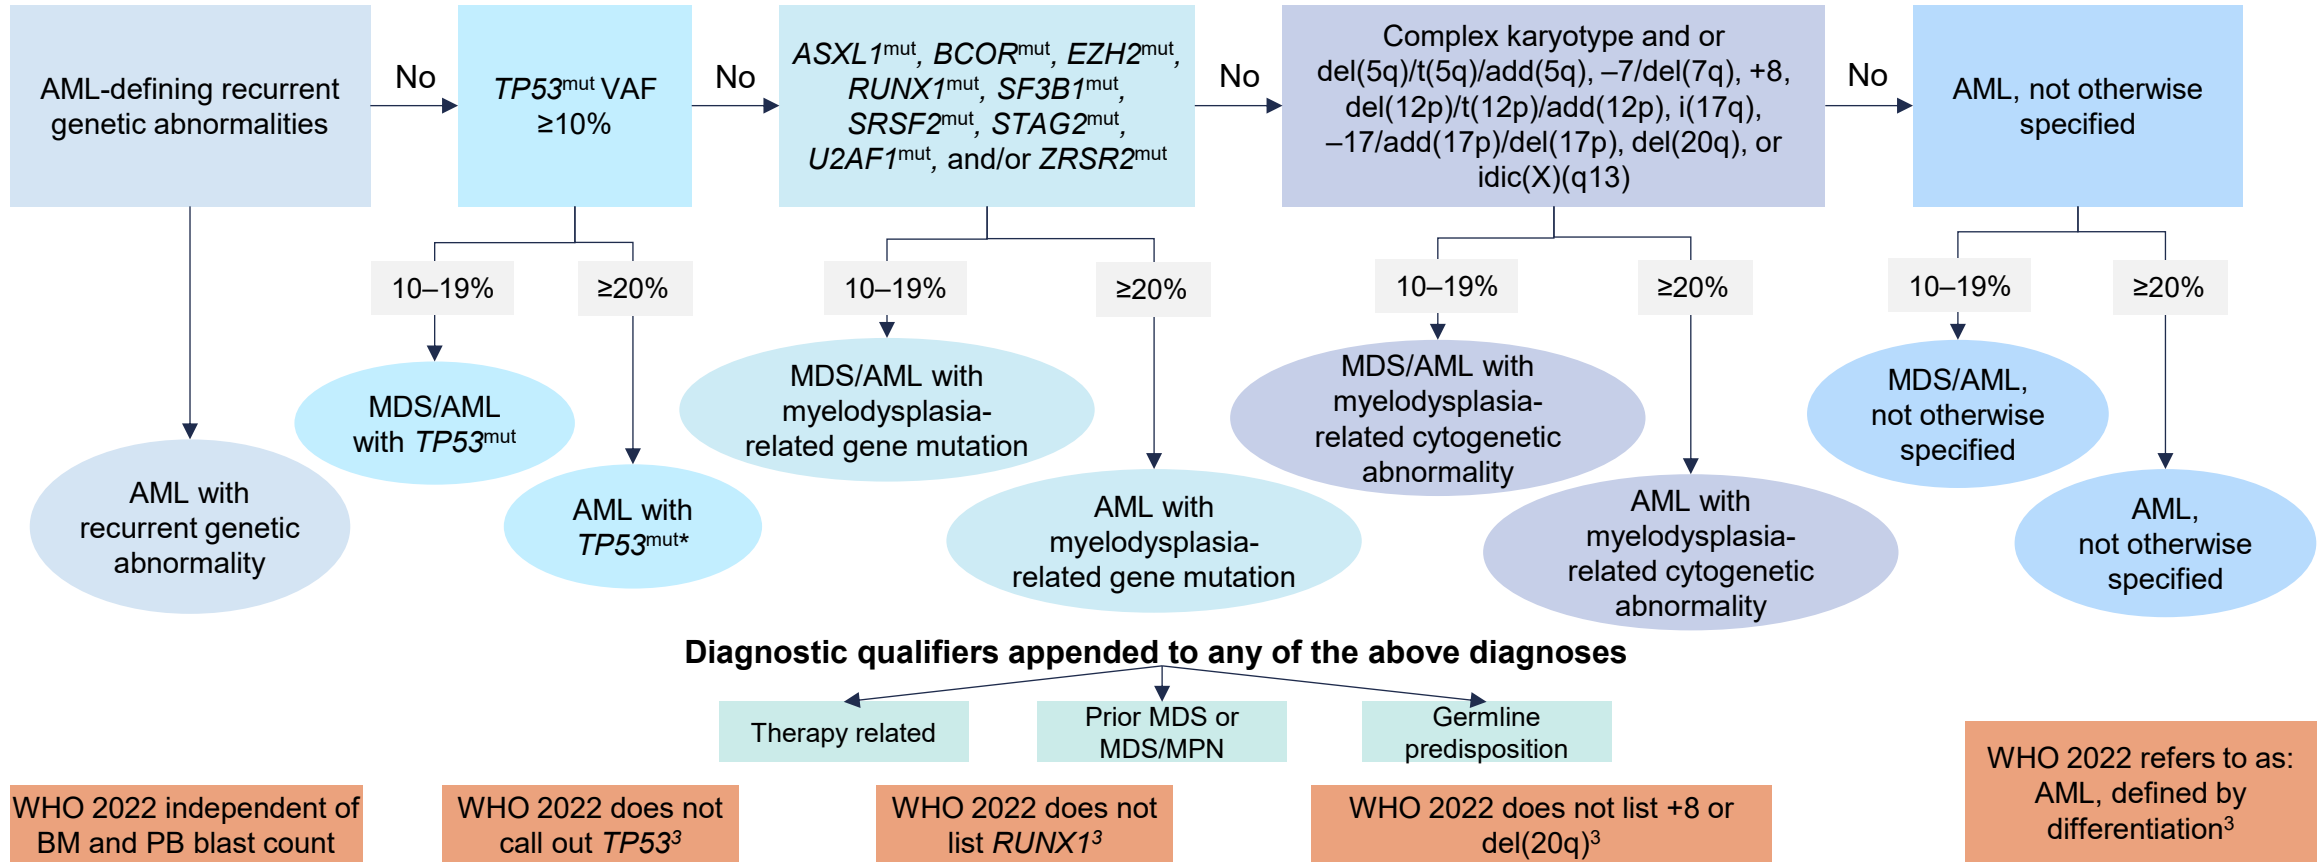 AML-defining recurrent
genetic abnormalities
No
TP53mut VAF
≥10%
No
ASXL1mut, BCORmut, EZH2mut,
RUNX1mut, SF3B1mut,
SRSF2mut, STAG2mut,
U2AF1mut, and/or ZRSR2mut
No
Complex karyotype and or
del(5q)/t(5q)/add(5q), –7/del(7q), +8,
del(12p)/t(12p)/add(12p), i(17q),
–17/add(17p)/del(17p), del(20q), or
idic(X)(q13)
No
AML, not otherwise
specified
10–19%
≥20%
10–19%
≥20%
10–19%
≥20%
10–19%
≥20%
AML with
recurrent genetic
abnormality
MDS/AML
with TP53mut
AML with
TP53mut*
MDS/AML with
myelodysplasia-
related gene mutation
AML with
myelodysplasia-
related gene mutation
MDS/AML with
myelodysplasia-
related cytogenetic
abnormality
AML with
myelodysplasia-
related cytogenetic
abnormality
MDS/AML,
not otherwise
specified
AML,
not otherwise
specified
Diagnostic qualifiers appended to any of the above diagnoses
Therapy related
Prior MDS or
MDS/MPN
Germline
predisposition
WHO 2022 independent of
BM and PB blast count
WHO 2022 does not
call out TP53³
WHO 2022 does not
list RUNX1³
WHO 2022 does not list +8 or
del(20q)³
WHO 2022 refers to as:
AML, defined by
differentiation³